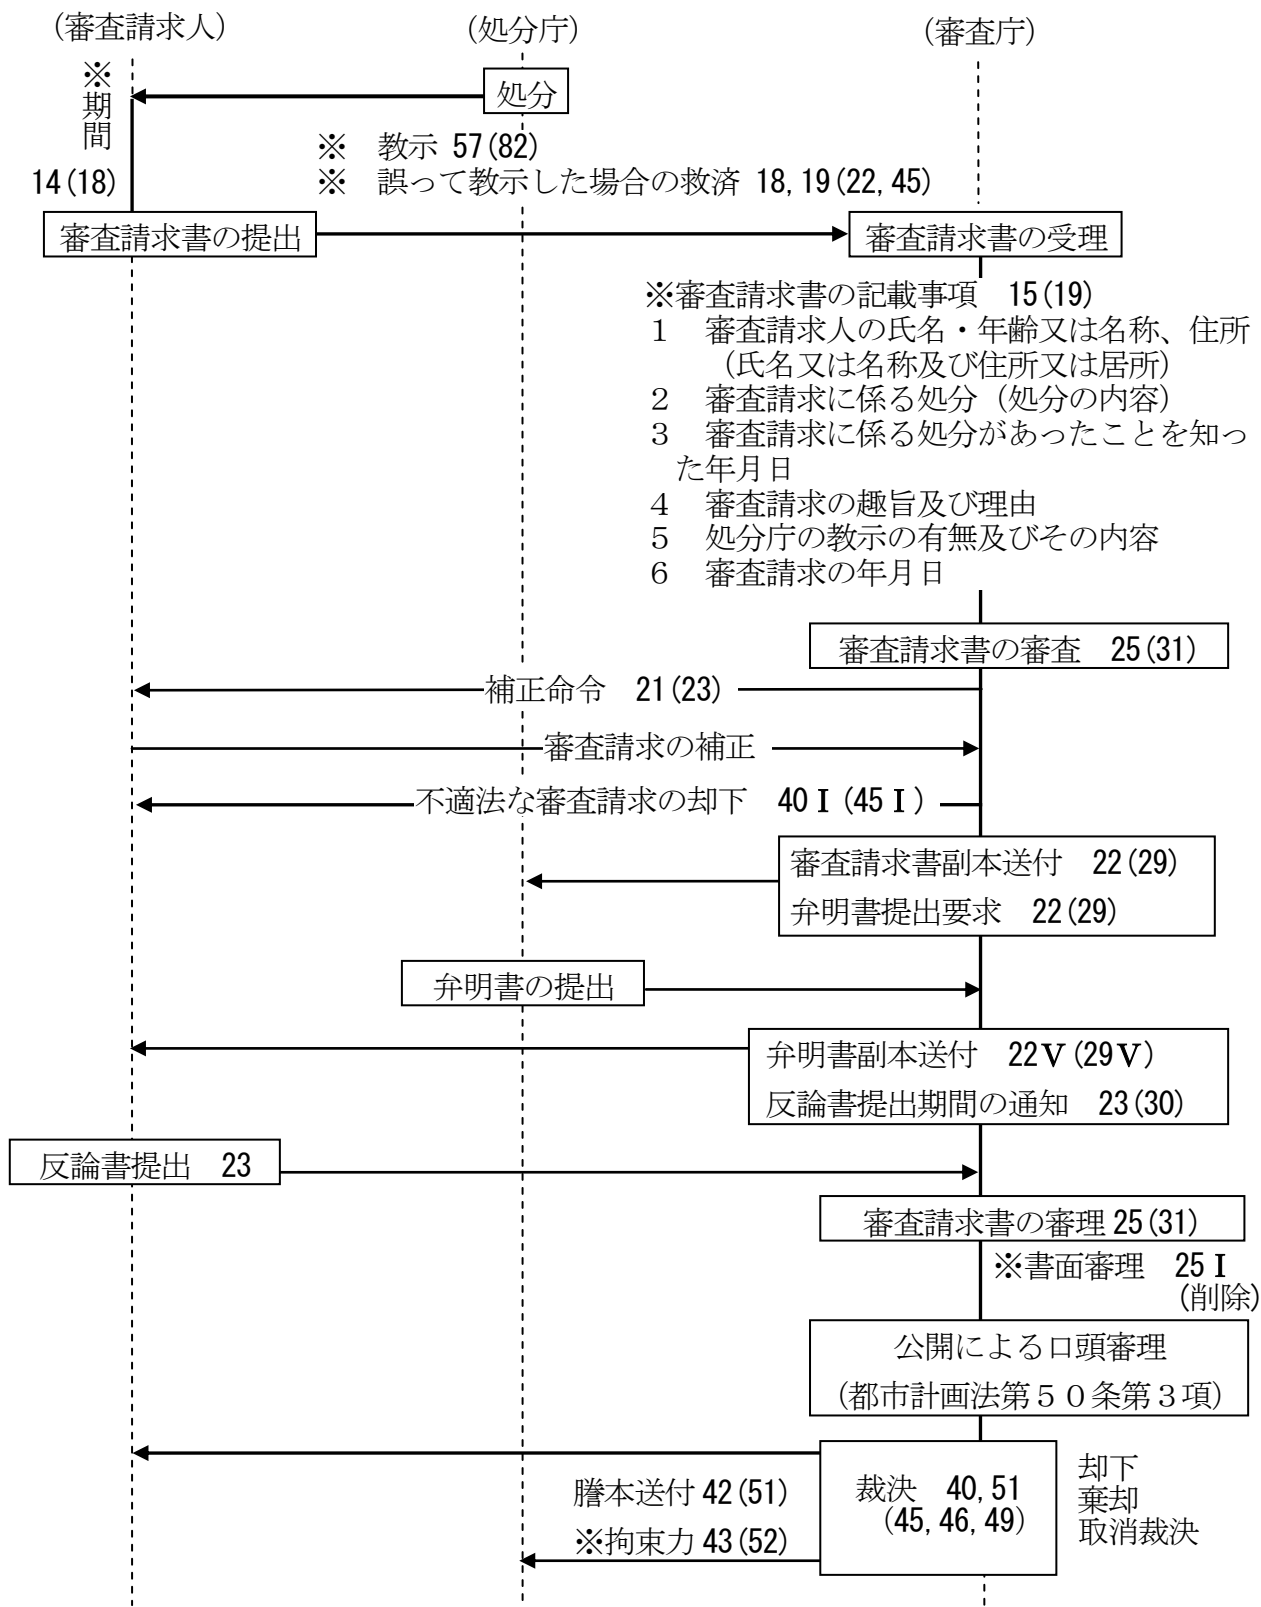 (審査請求人)
(処分庁)
(審査庁)
※期間
処分
※　教示 57(82)
14(18)
※　誤って教示した場合の救済 18,19(22,45)
審査請求書の提出
審査請求書の受理
※審査請求書の記載事項　15(19)
１　審査請求人の氏名・年齢又は名称、住所
(氏名又は名称及び住所又は居所)
２　審査請求に係る処分（処分の内容）
３　審査請求に係る処分があったことを知っ
た年月日
４　審査請求の趣旨及び理由
５　処分庁の教示の有無及びその内容
６　審査請求の年月日
審査請求書の審査　25(31)
補正命令　21(23)
審査請求の補正
不適法な審査請求の却下　40Ⅰ(45Ⅰ)
審査請求書副本送付　22(29)
弁明書提出要求　22(29)
弁明書の提出
弁明書副本送付　22Ⅴ(29Ⅴ)
反論書提出期間の通知　23(30)
反論書提出　23
審査請求書の審理 25(31)
※書面審理　25Ⅰ
(削除)
公開による口頭審理
(都市計画法第５０条第３項)
却下
棄却
取消裁決
裁決　40,51
(45,46,49)
謄本送付 42(51)
※拘束力 43(52)